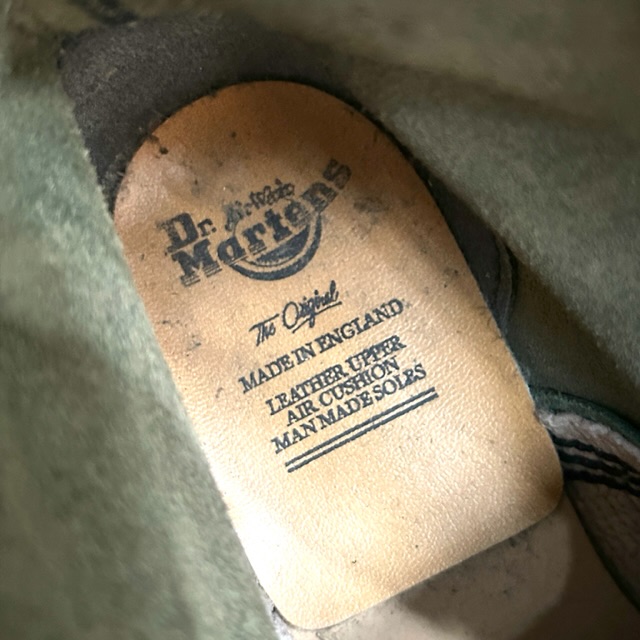 Dr.
Martens
The Original
MADE IN ENGLAND
LEATHER UPPER
AIR CUSHION
MAN MADE SOLES